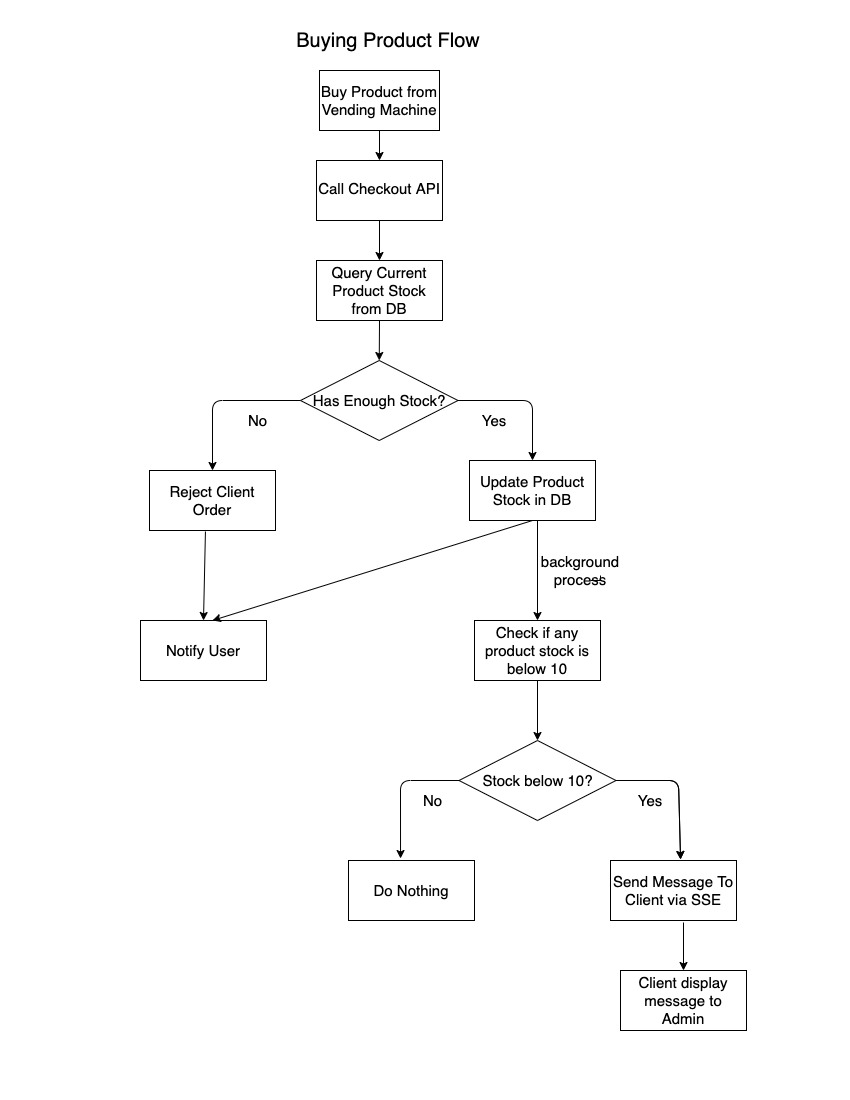 Buying Product Flow
Buy Product from
Vending Machine
Call Checkout API
Query Current
Product Stock
from DB
Has Enough Stock?
No
Yes
Reject Client
Order
Update Product
Stock in DB
background
process
Notify User
Check if any
product stock is
below 10
Stock below 10?
No
Yes
Do Nothing
Send Message To
Client via SSE
Client display
message to
Admin